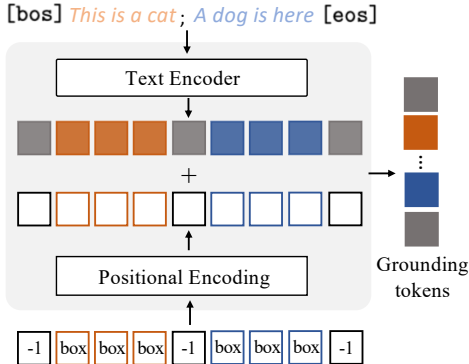 [bos] This is a cat ; A dog is here [eos]
Text Encoder
+
Positional Encoding
Grounding
tokens
-1 box box box -1 box box box -1